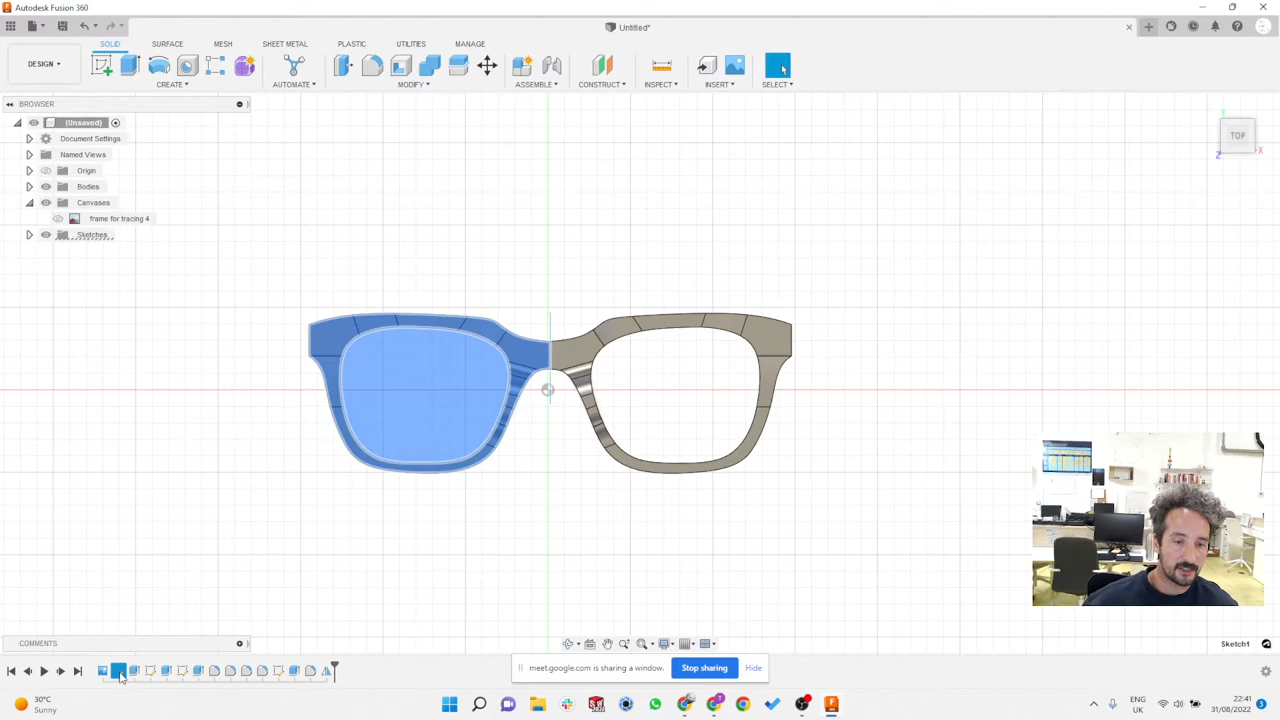 Autodesk Fusion 360
Untitled*
DESIGN
SOLID
SURFACE
MESH
SHEET METAL
PLASTIC
UTILITIES
MANAGE
CREATE
AUTOMATE
MODIFY
ASSEMBLE
CONSTRUCT
INSPECT
INSERT
SELECT
BROWSER
(Unsaved)
Document Settings
Named Views
Origin
Bodies
Canvases
frame for tracing 4
Sketches
TOP
X
Z
Y
COMMENTS
Sketch1
meet.google.com is sharing a window.
Stop sharing
Hide
30°C
Sunny
ENG
UK
22:41
31/08/2022